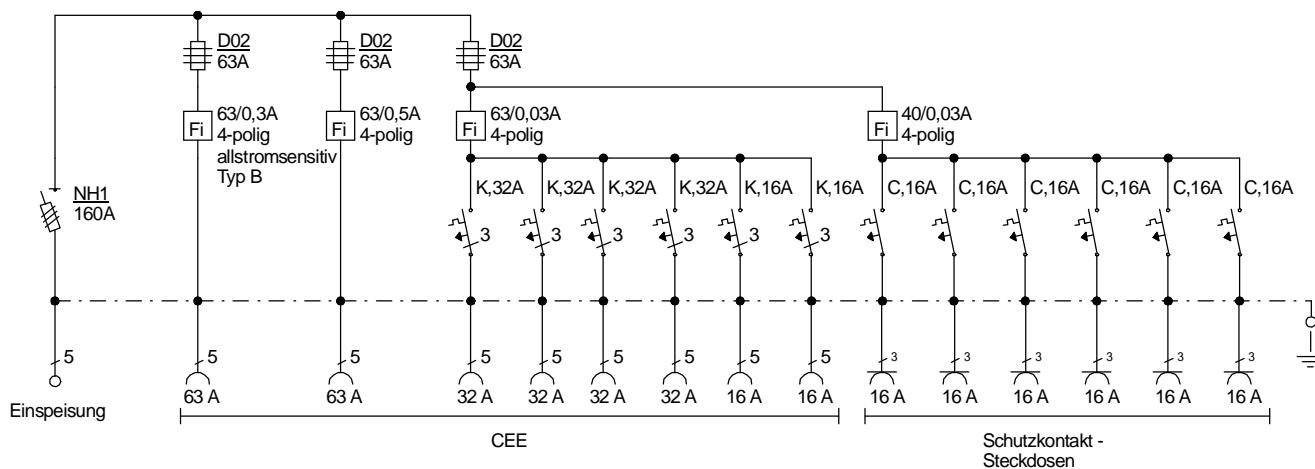 D02
63A
D02
63A
D02
63A
Fi
63/0,3A
4-polig
allstromsensitiv
Typ B
Fi
63/0,5A
4-polig
Fi
63/0,03A
4-polig
Fi
40/0,03A
4-polig
NH1
160A
K,32A
K,32A
K,32A
K,32A
K,16A
K,16A
C,16A
C,16A
C,16A
C,16A
C,16A
C,16A
3
3
3
3
3
3
5
5
5
5
5
5
5
5
5
3
3
3
3
3
3
63 A
63 A
32 A
32 A
32 A
32 A
16 A
16 A
16 A
16 A
16 A
16 A
16 A
16 A
Einspeisung
CEE
Schutzkontakt -
Steckdosen